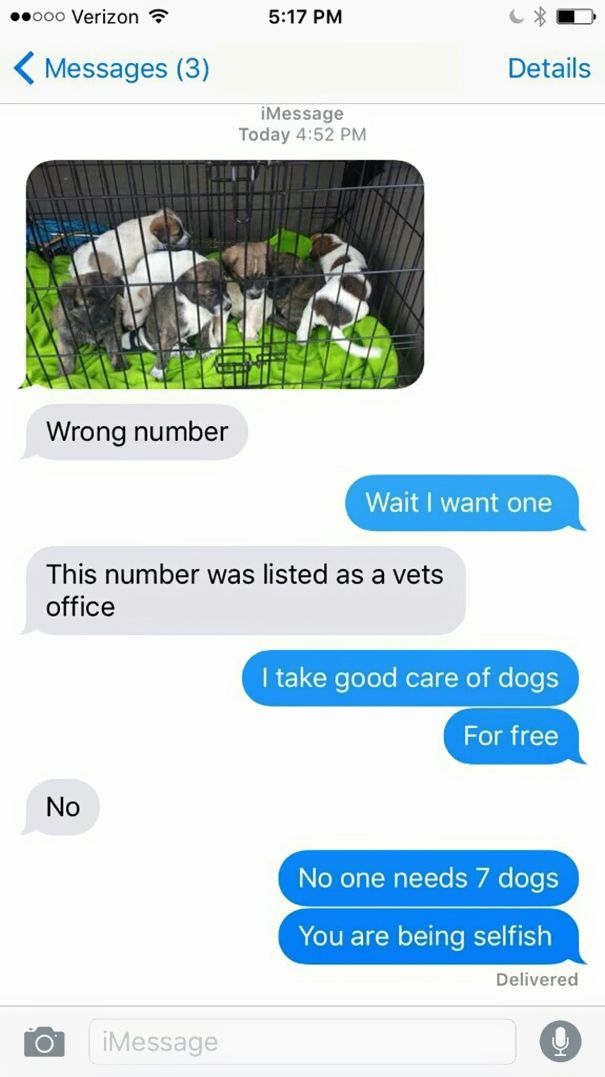 Verizon 5:17 PM
Messages (3) Details
iMessage
Today 4:52 PM
Wrong number
Wait I want one
This number was listed as a vets
office
I take good care of dogs
For free
No
No one needs 7 dogs
You are being selfish
Delivered
iMessage